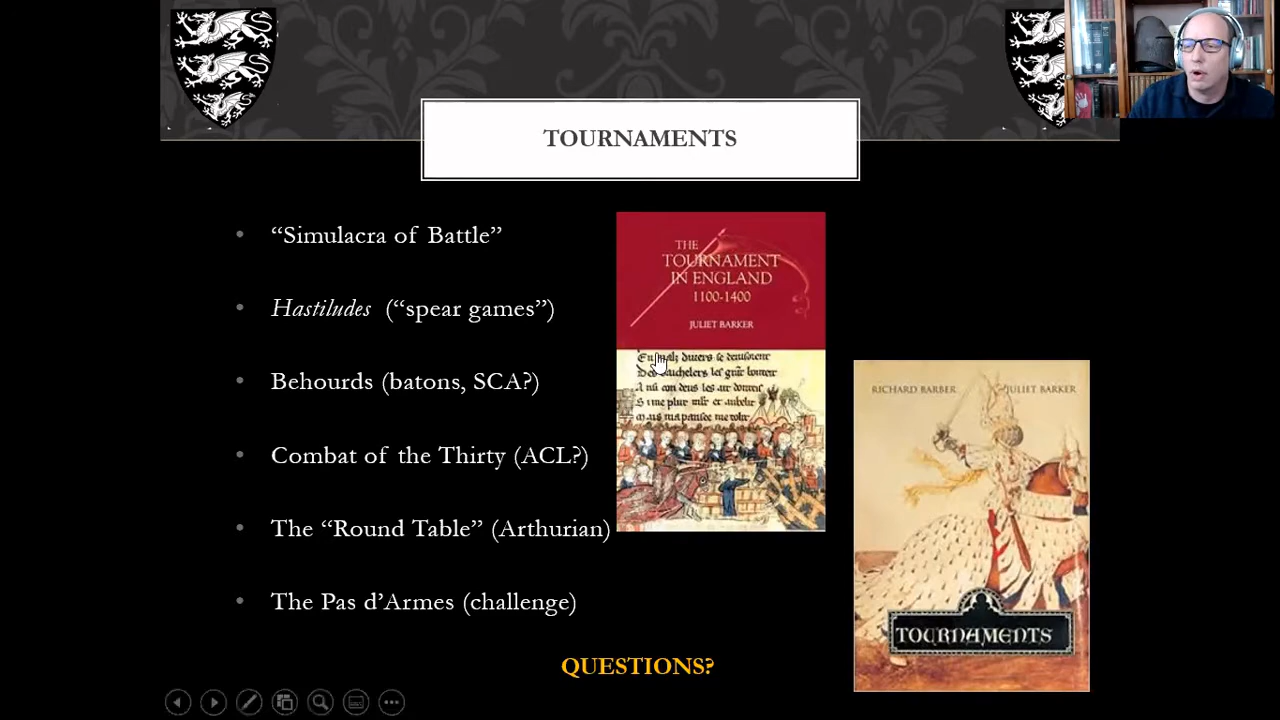 TOURNAMENTS
“Simulacra of Battle”
Hastiludes (“spear games”)
Behourds (batons, SCA?)
Combat of the Thirty (ACL?)
The “Round Table” (Arthurian)
The Pas d’Armes (challenge)
QUESTIONS?
THE
TOURNAMENT
IN ENGLAND
1100-1400
JULIET BARKER
RICHARD BARBER JULIET BARKER
TOURNAMENTS